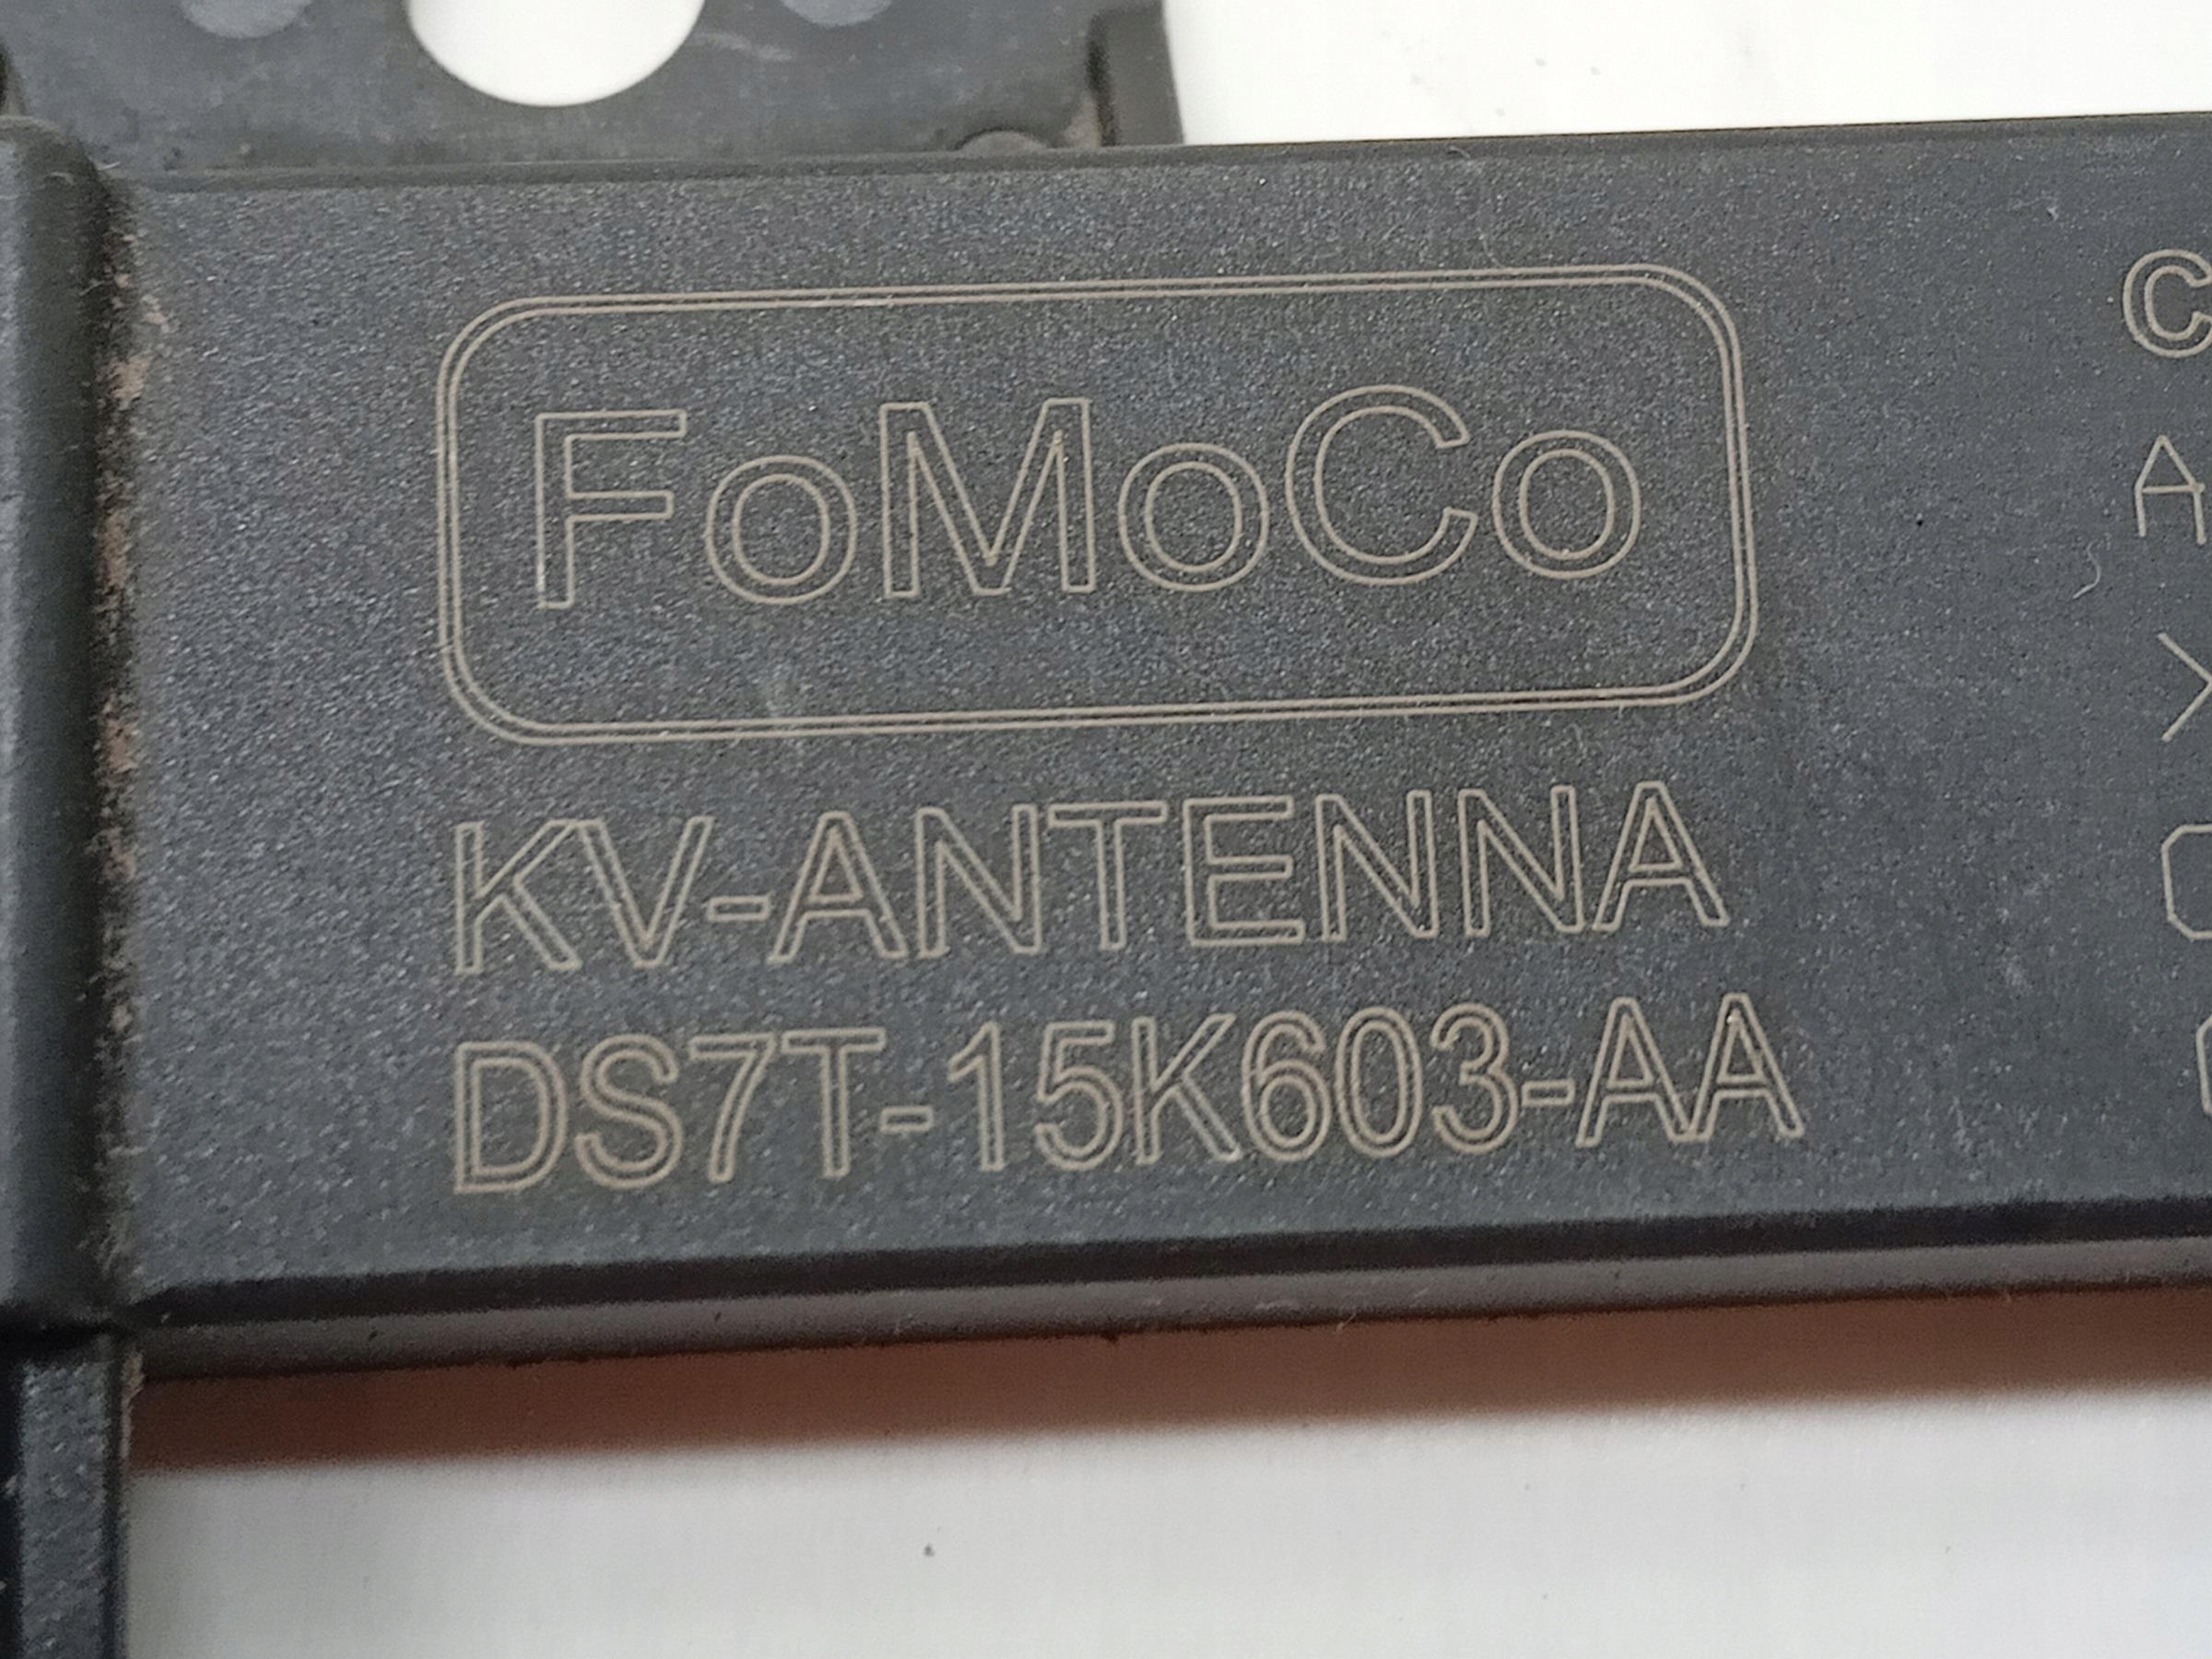 FoMoCo
KV-ANTENNA
DS7T-15K603-AA
C
A